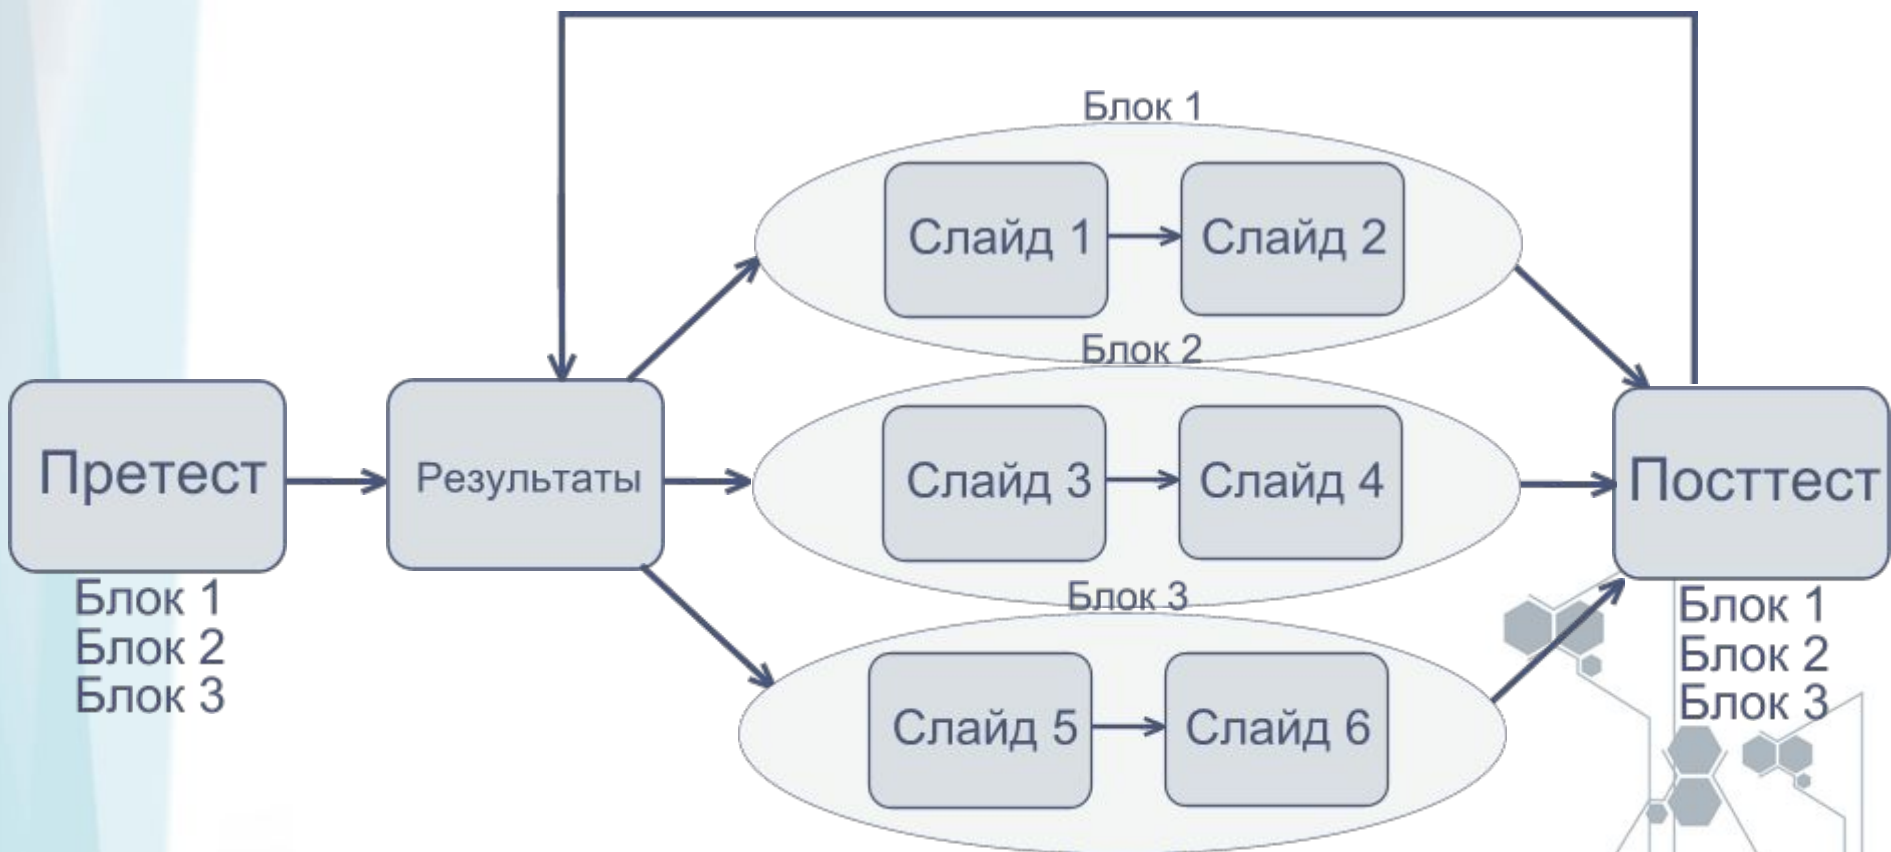 Блок 1
Слайд 1
Слайд 2
Блок 2
Претест
Результаты
Слайд 3
Слайд 4
Посттест
Блок 1
Блок 2
Блок 3
Блок 3
Слайд 5
Слайд 6
Блок 1
Блок 2
Блок 3